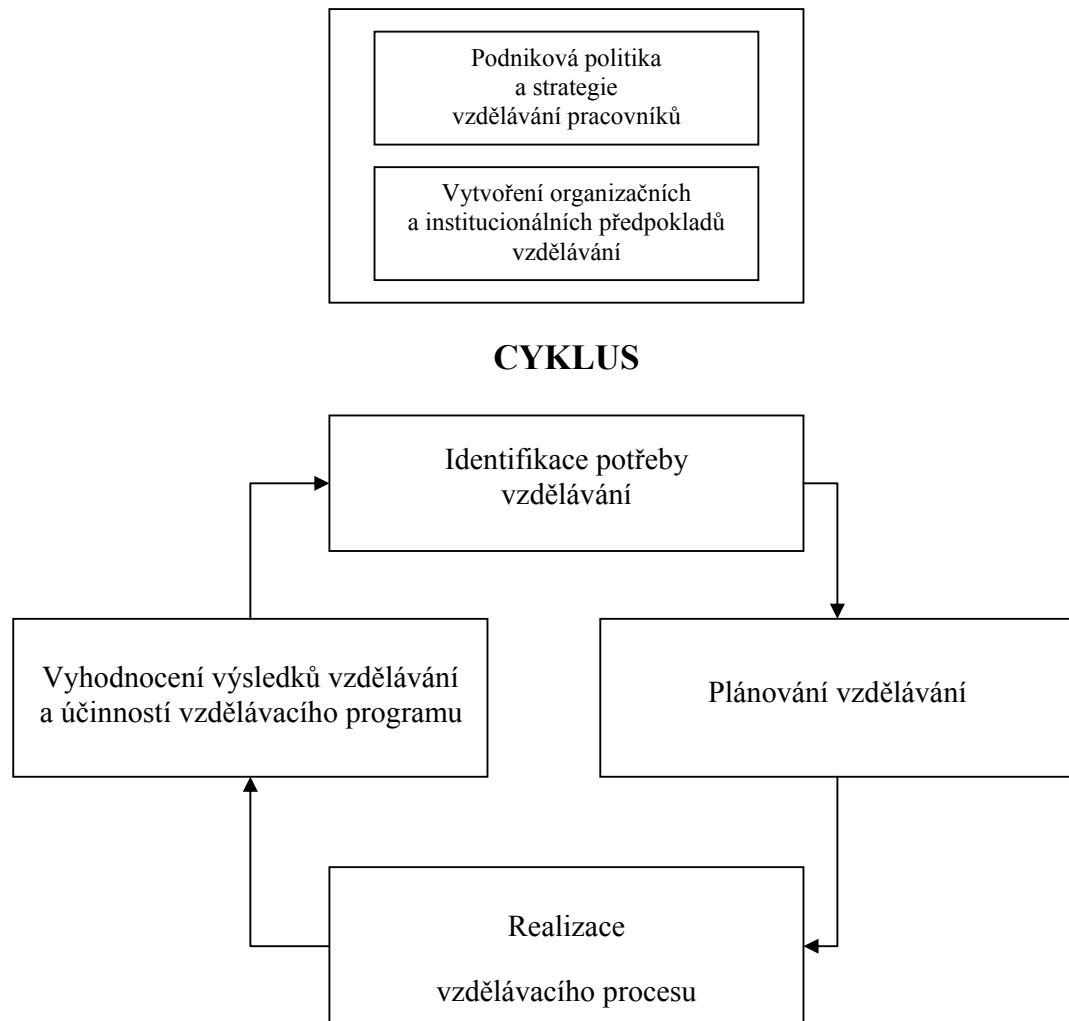 Podniková politika
a strategie
vzdělávání pracovníků
Vytvoření organizačních
a institucionálních předpokladů
vzdělávání
CYKLUS
Identifikace potřeby
vzdělávání
Vyhodnocení výsledků vzdělávání
a účinností vzdělávacího programu
Plánování vzdělávání
Realizace
vzdělávacího procesu